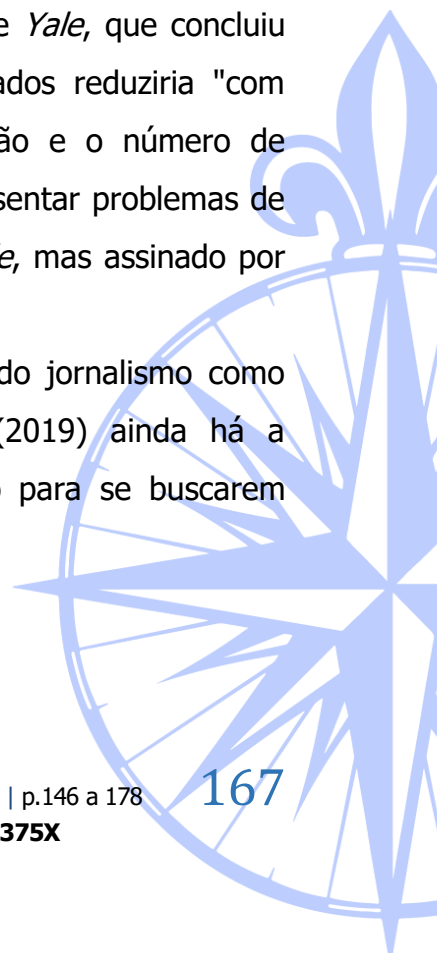 e Yale, que concluiu
ados reduziria "com
ão e o número de
sentar problemas de
e, mas assinado por
do jornalismo como
(2019) ainda há a
o para se buscarem
| p.146 a 178 167
375X